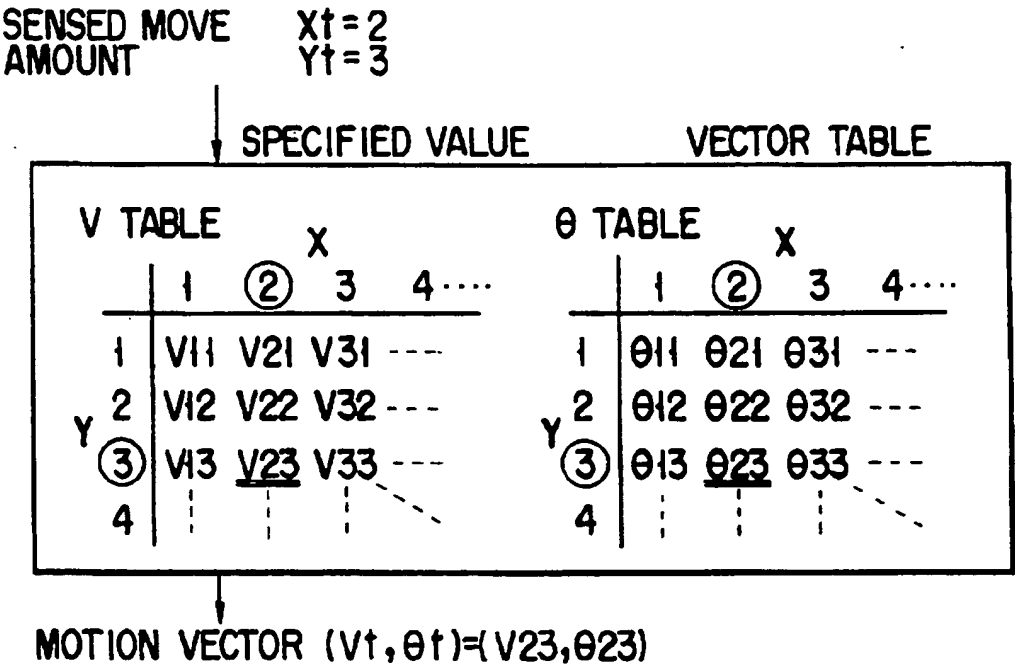 SENSED MOVE Xt = 2
AMOUNT Yt = 3
SPECIFIED VALUE VECTOR TABLE
V TABLE θ TABLE
X X
1 2 3 4 ···· 1 2 3 4 ····
1 V11 V21 V31 ---- 1 θ11 θ21 θ31 ---
2 V12 V22 V32 ---- 2 θ12 θ22 θ32 ---
Y Y
3 V13 V23 V33 ---- 3 θ13 θ23 θ33 ---
4 4
MOTION VECTOR (Vt,θt)=(V23,θ23)